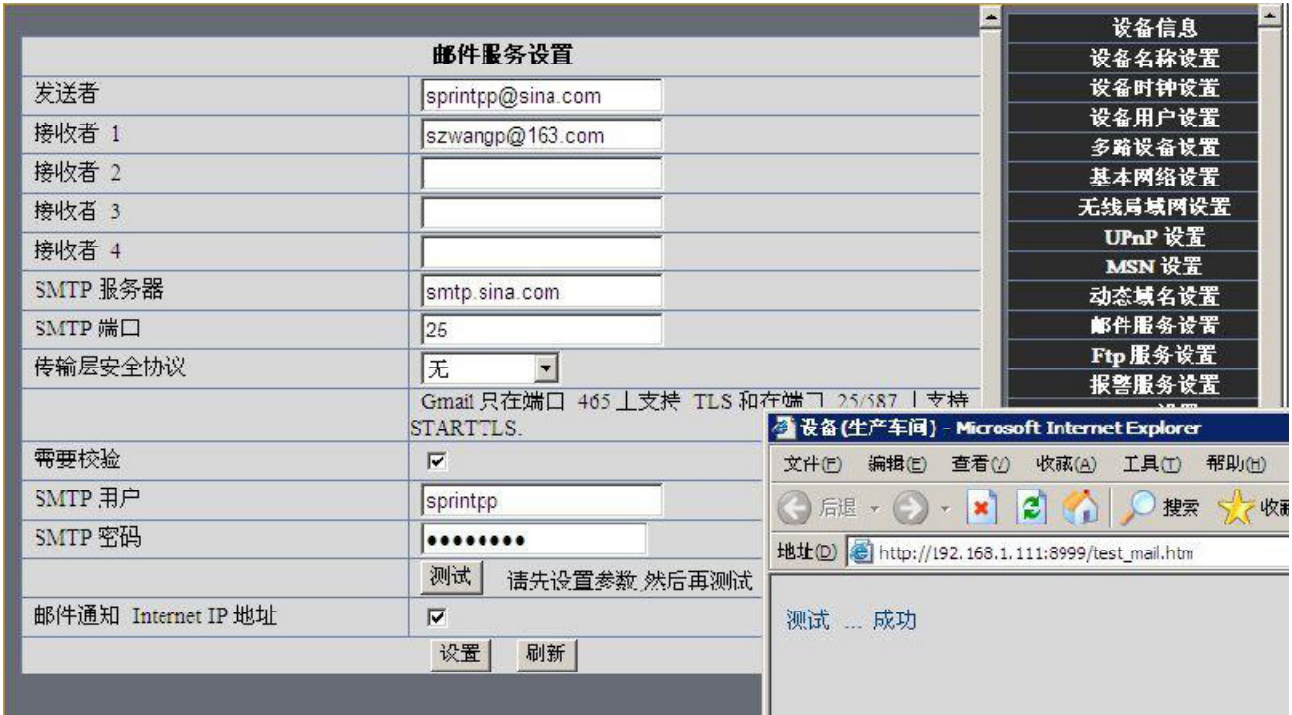 邮件服务设置
发送者 sprintpp@sina.com
接收者 1 szwangp@163.com
接收者 2
接收者 3
接收者 4
SMTP 服务器 smtp.sina.com
SMTP 端口 25
传输层安全协议 无
Gmail 只在端口 465 上支持 TLS 和在端口 25/587 上支持
STARTTLS.
需要校验
SMTP 用户 sprintpp
SMTP 密码 ●●●●●●●●
测试 请先设置参数,然后再测试
邮件通知 Internet IP 地址
设置 刷新
设备信息
设备名称设置
设备时钟设置
设备用户设置
多路设备设置
基本网络设置
无线局域网设置
UPnP 设置
MSN 设置
动态域名设置
邮件服务设置
Ftp 服务设置
报警服务设置
设备(生产车间) - Microsoft Internet Explorer
文件(F) 编辑(E) 查看(V) 收藏(A) 工具(T) 帮助(H)
后退 搜索 收藏
地址(D) http://192.168.1.111:8999/test_mail.htm
测试 ... 成功